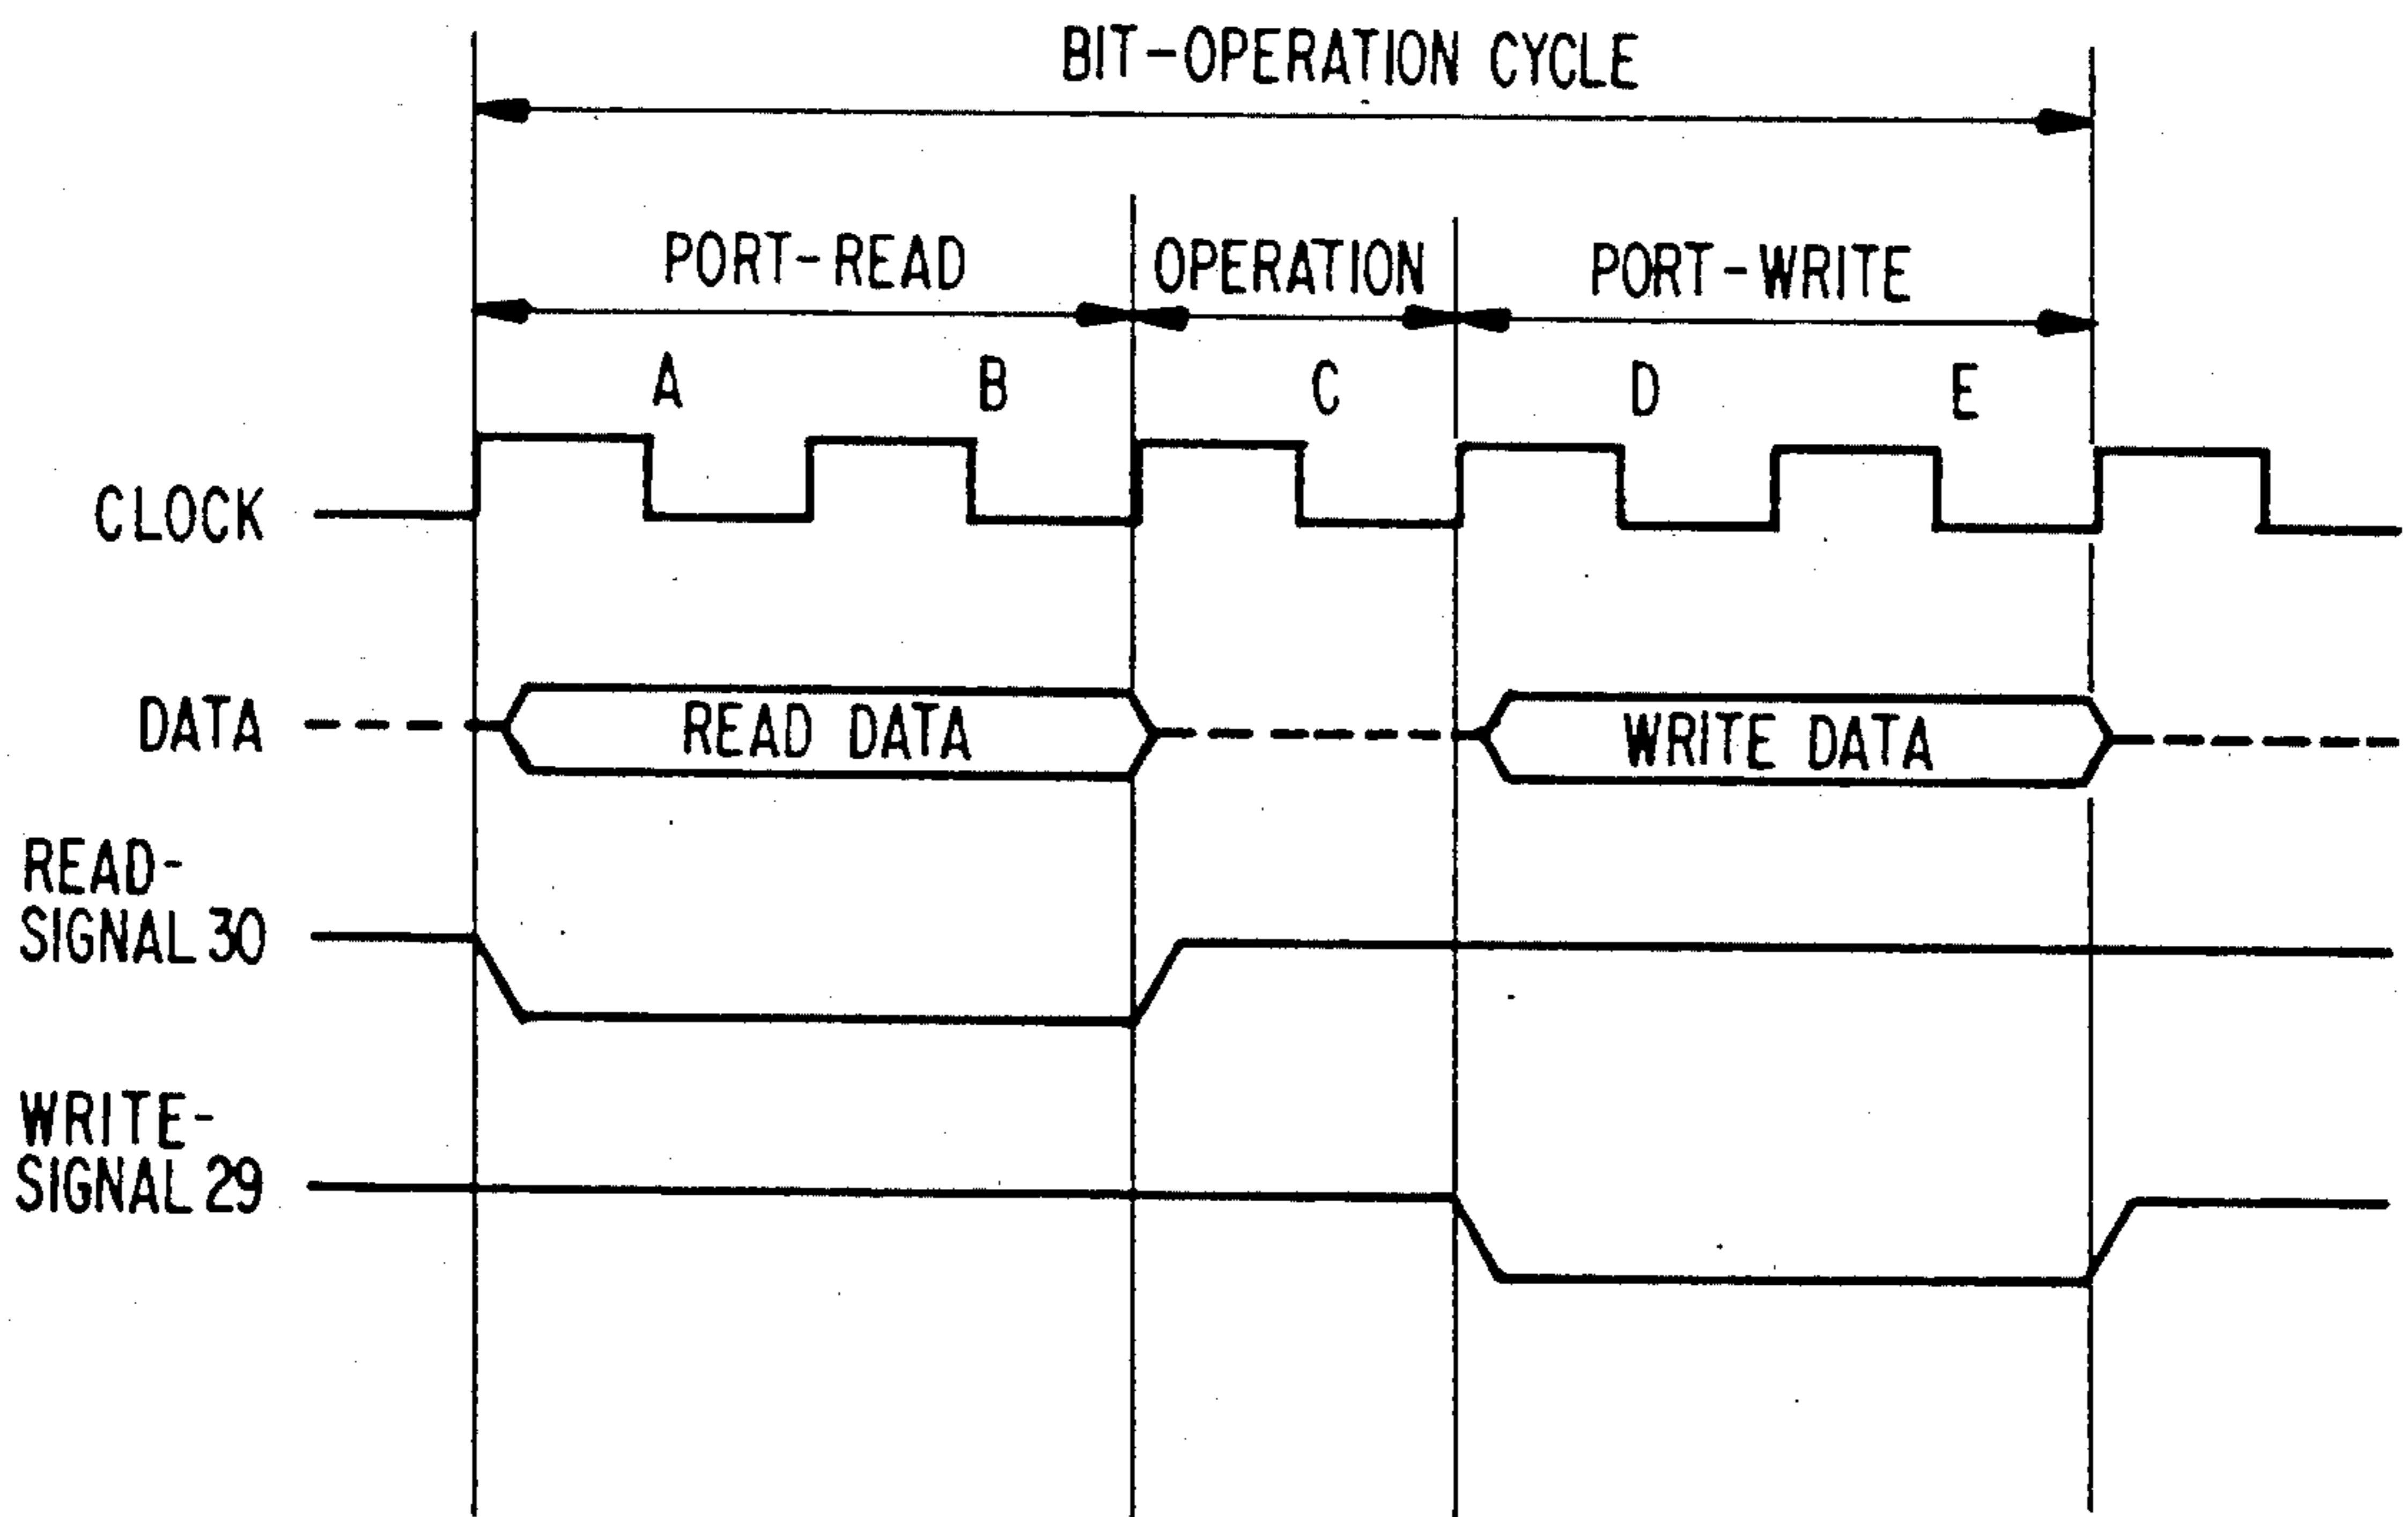 BIT-OPERATION CYCLE
PORT-READ OPERATION PORT-WRITE
A B C D E
CLOCK
DATA READ DATA WRITE DATA
READ-
SIGNAL 30
WRITE-
SIGNAL 29